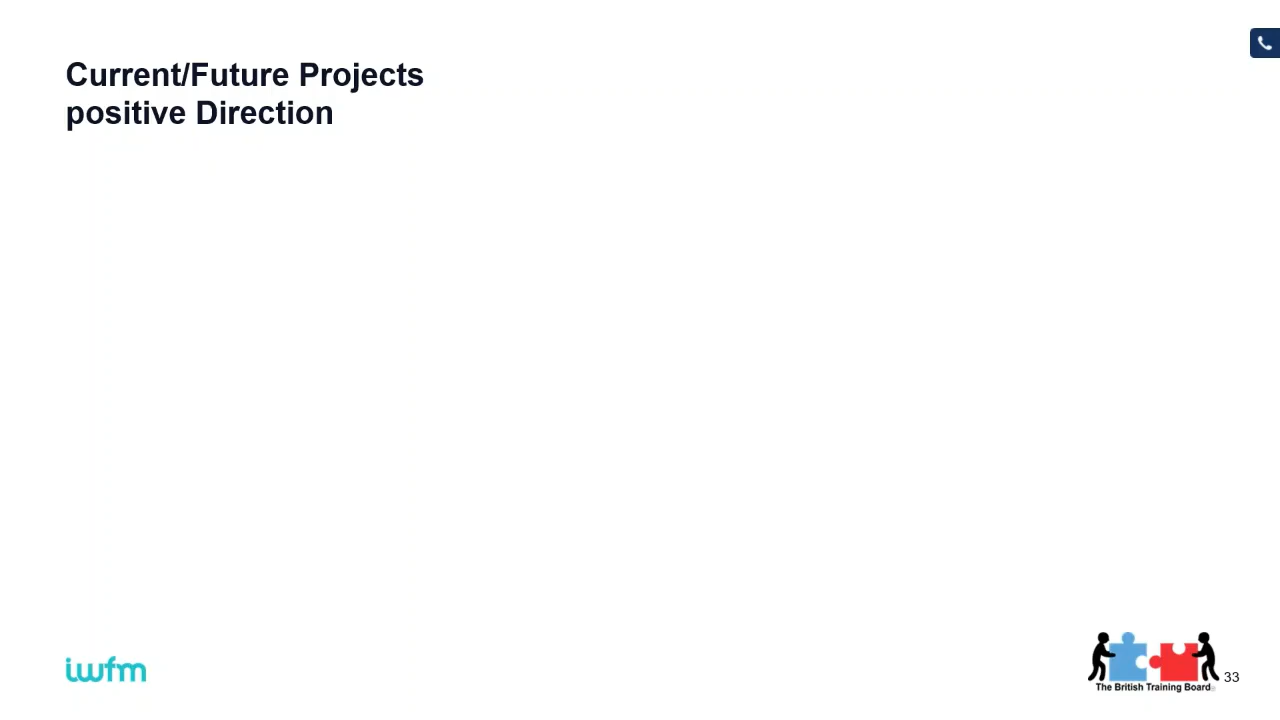 Current/Future Projects
positive Direction
iwfm
The British Training Board
33